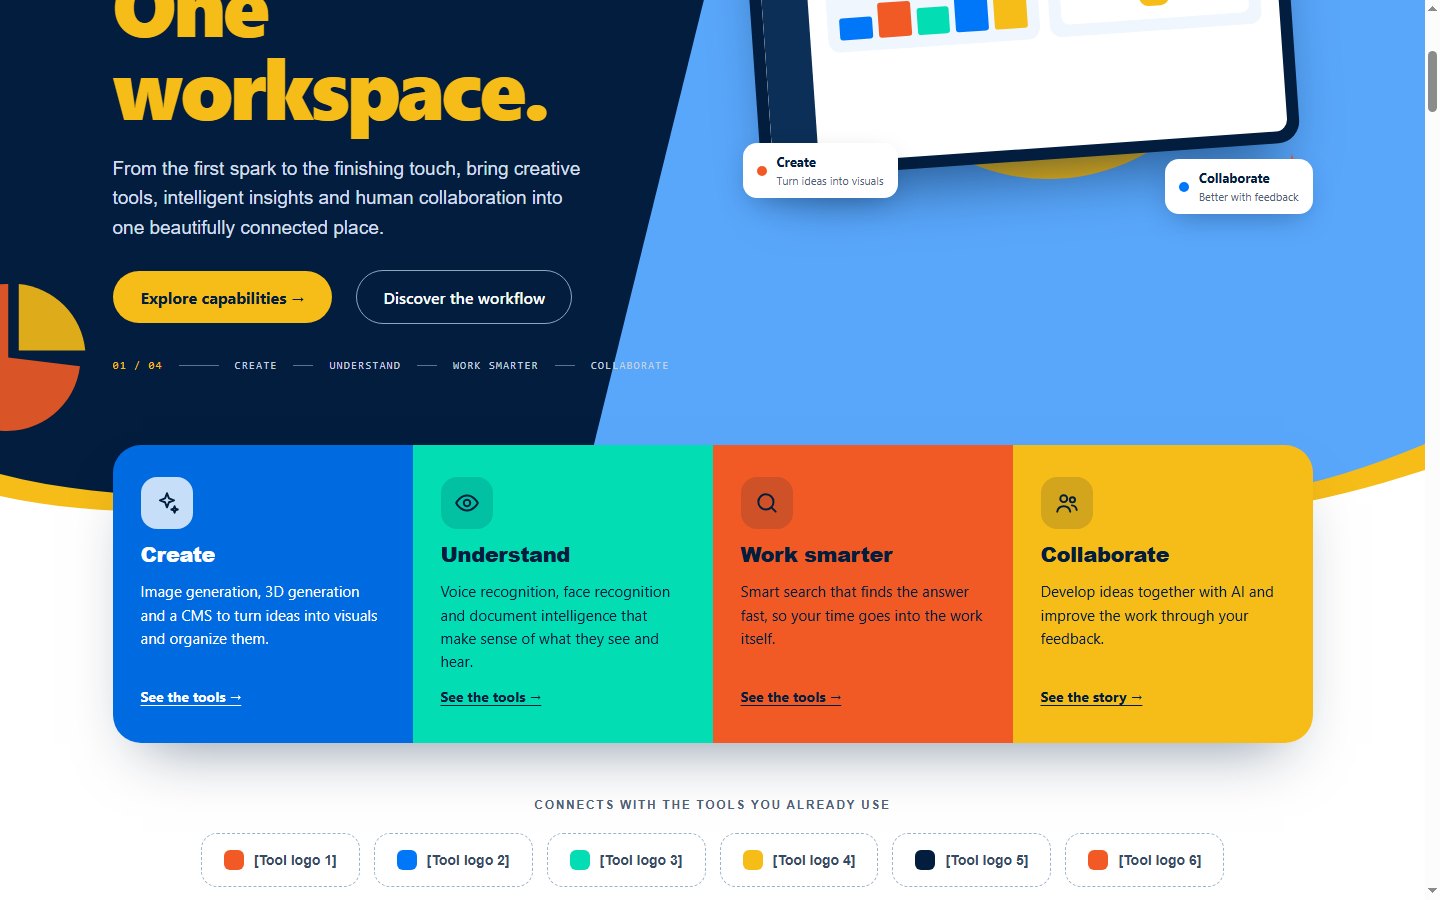 One
workspace.
From the first spark to the finishing touch, bring creative
tools, intelligent insights and human collaboration into
one beautifully connected place.
Explore capabilities →
Discover the workflow
01 / 04 CREATE UNDERSTAND WORK SMARTER COLLABORATE
Create
Turn ideas into visuals
Collaborate
Better with feedback
Create
Image generation, 3D generation
and a CMS to turn ideas into visuals
and organize them.
See the tools →
Understand
Voice recognition, face recognition
and document intelligence that
make sense of what they see and
hear.
See the tools →
Work smarter
Smart search that finds the answer
fast, so your time goes into the work
itself.
See the tools →
Collaborate
Develop ideas together with AI and
improve the work through your
feedback.
See the story →
CONNECTS WITH THE TOOLS YOU ALREADY USE
[Tool logo 1]
[Tool logo 2]
[Tool logo 3]
[Tool logo 4]
[Tool logo 5]
[Tool logo 6]